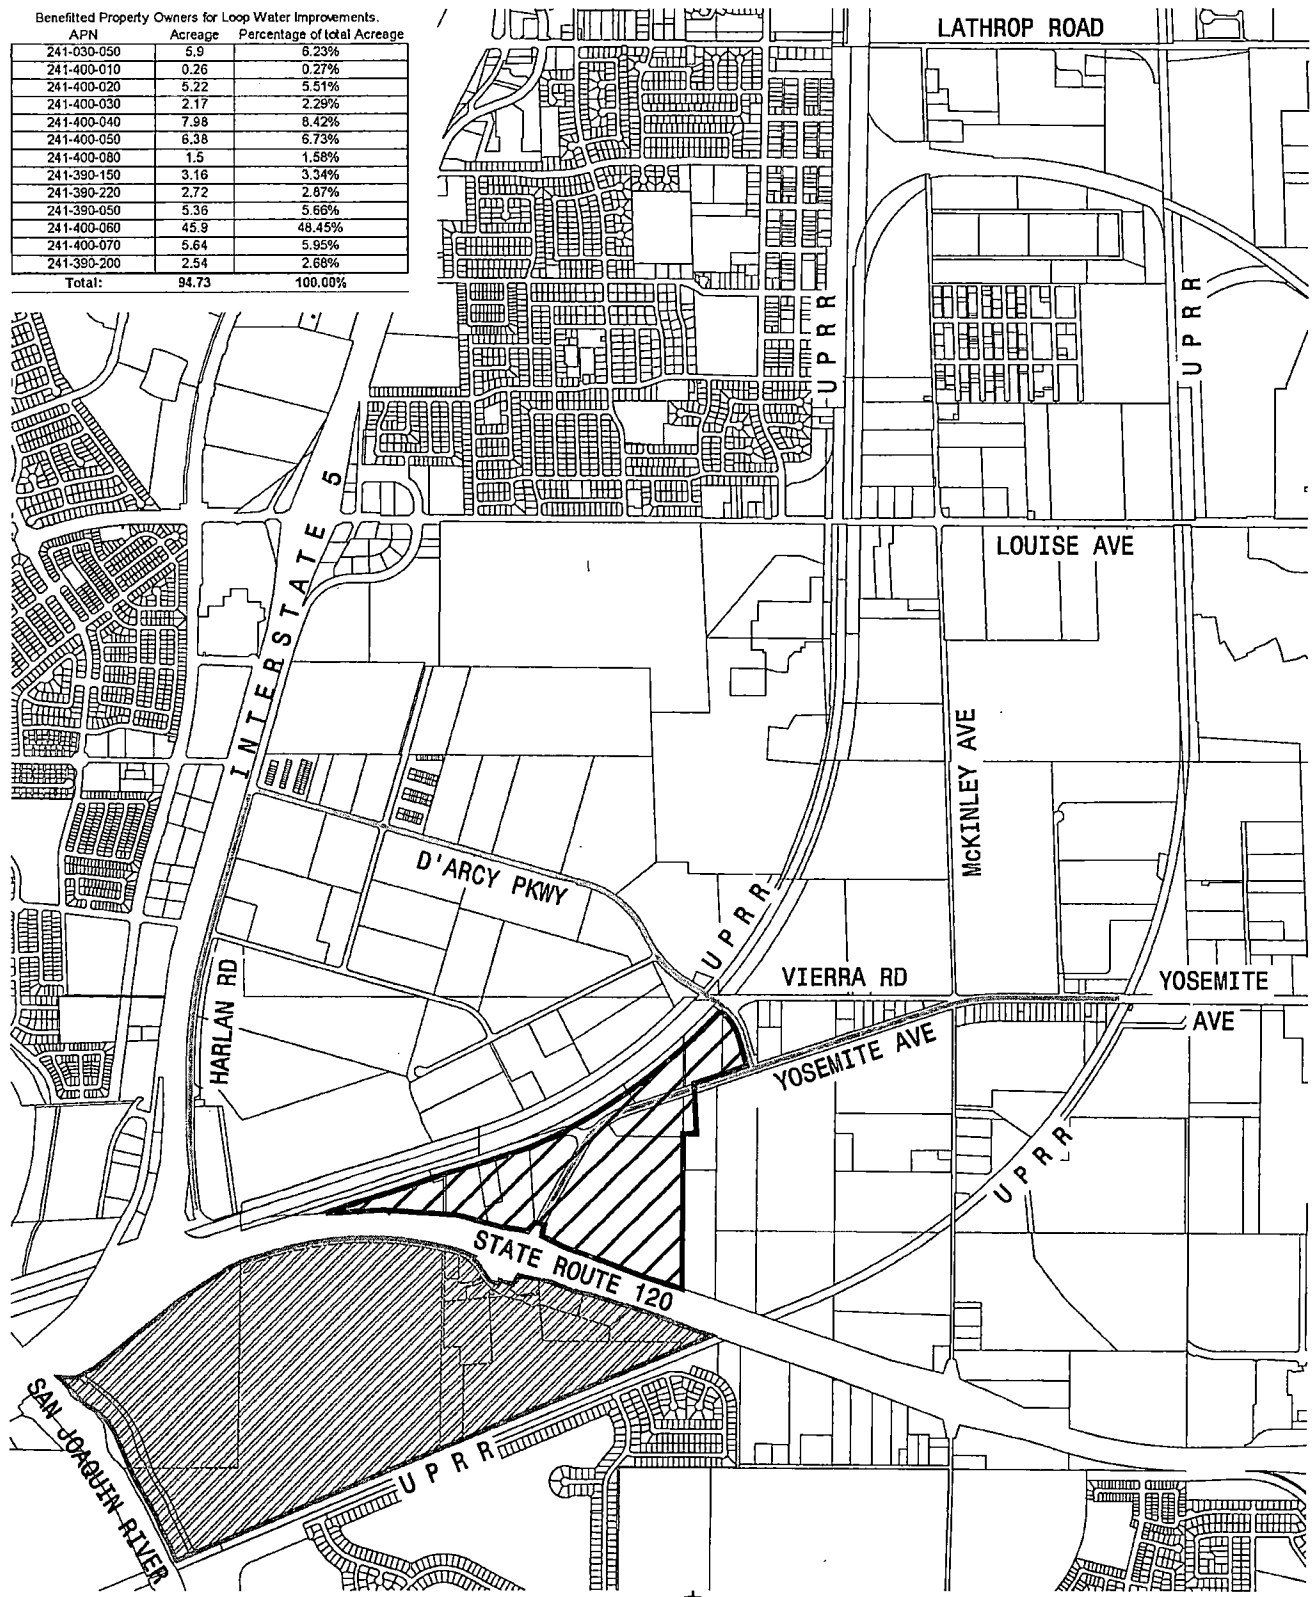 Benefitted Property Owners for Loop Water Improvements.
APN Acreage Percentage of total Acreage
241-030-050 5.9 6.23%
241-400-010 0.26 0.27%
241-400-020 5.22 5.51%
241-400-030 2.17 2.29%
241-400-040 7.98 8.42%
241-400-050 6.38 6.73%
241-400-080 1.5 1.58%
241-390-150 3.16 3.34%
241-390-220 2.72 2.87%
241-390-050 5.36 5.66%
241-400-060 45.9 48.45%
241-400-070 5.64 5.95%
241-390-200 2.54 2.68%
Total: 94.73 100.00%
LATHROP ROAD
UPRR
UPRR
INTERSTATE 5
LOUISE AVE
McKINLEY AVE
D'ARCY PKWY
UPRR
HARLAN RD
VIERRA RD
YOSEMITE
AVE
YOSEMITE AVE
UPRR
STATE ROUTE 120
SAN JOAQUIN RIVER
UPRR